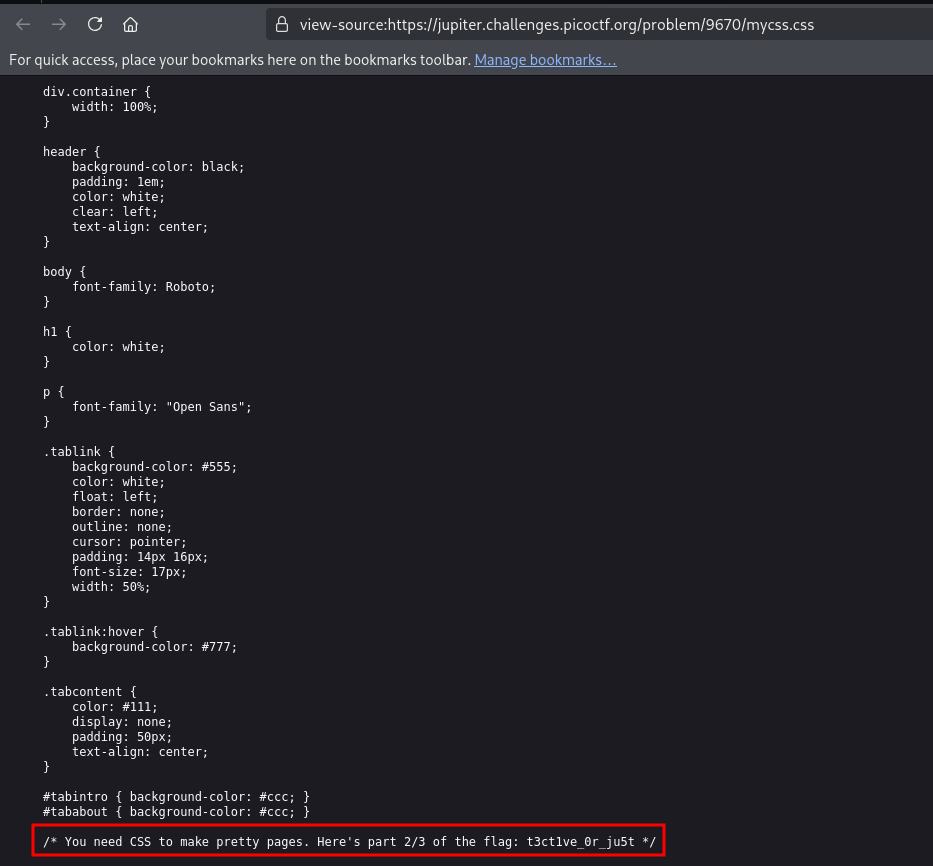 view-source:https://jupiter.challenges.picoctf.org/problem/9670/mycss.css
For quick access, place your bookmarks here on the bookmarks toolbar. Manage bookmarks…
div.container {
    width: 100%;
}

header {
    background-color: black;
    padding: 1em;
    color: white;
    clear: left;
    text-align: center;
}

body {
    font-family: Roboto;
}

h1 {
    color: white;
}

p {
    font-family: "Open Sans";
}

.tablink {
    background-color: #555;
    color: white;
    float: left;
    border: none;
    outline: none;
    cursor: pointer;
    padding: 14px 16px;
    font-size: 17px;
    width: 50%;
}

.tablink:hover {
    background-color: #777;
}

.tabcontent {
    color: #111;
    display: none;
    padding: 50px;
    text-align: center;
}

#tabintro { background-color: #ccc; }
#tababout { background-color: #ccc; }

/* You need CSS to make pretty pages. Here's part 2/3 of the flag: t3ct1ve_0r_ju5t */